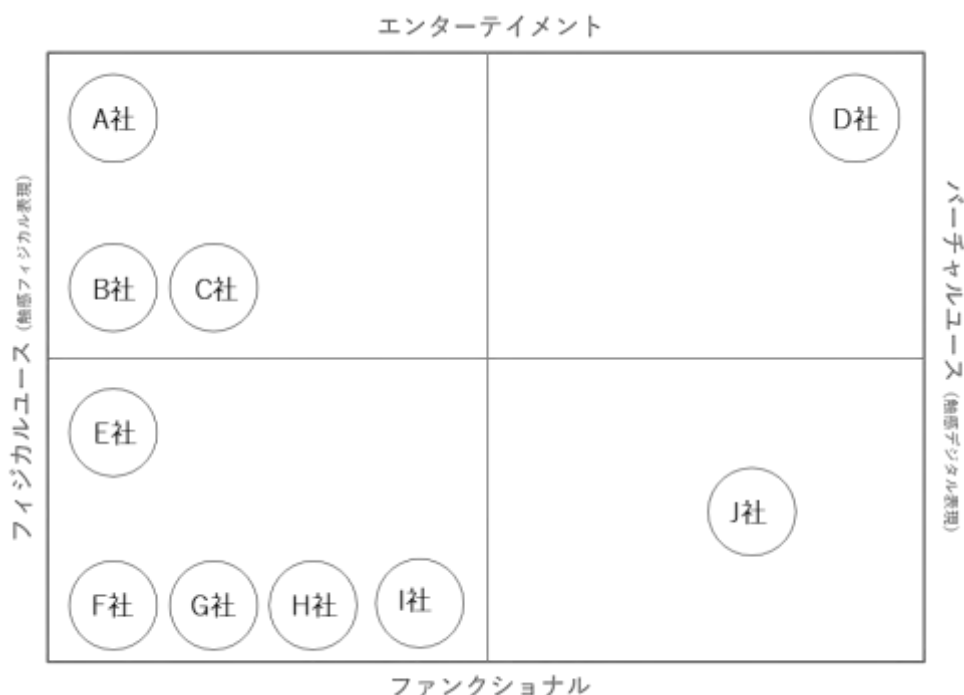 エンターテイメント
A社
D社
B社
C社
フィジカルユース（触感フィジカル表現）
バーチャルユース（触感デジタル表現）
E社
J社
F社
G社
H社
I社
ファンクショナル